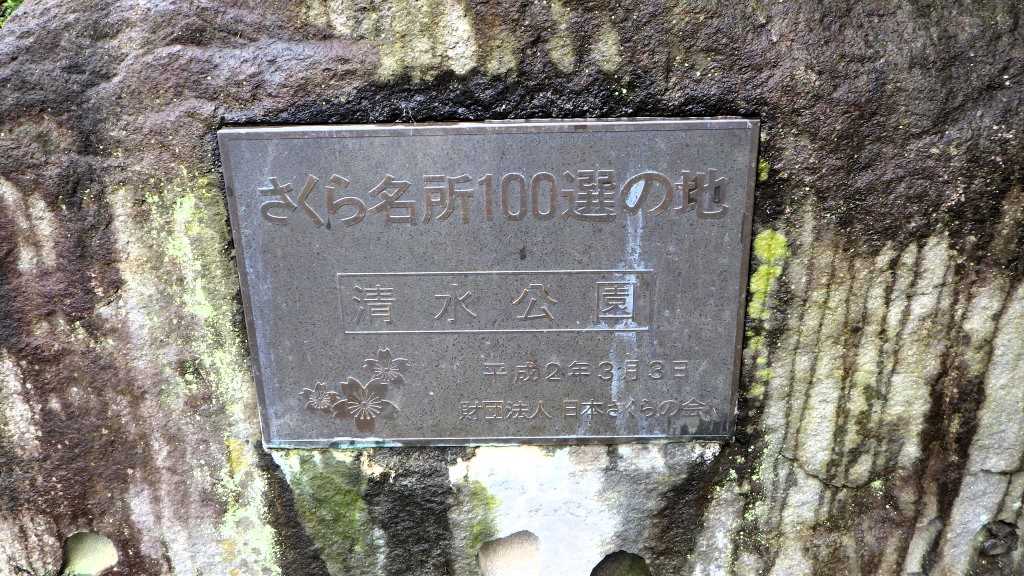 さくら名所100選の地
清水公園
平成2年3月3日
財団法人 日本さくらの会